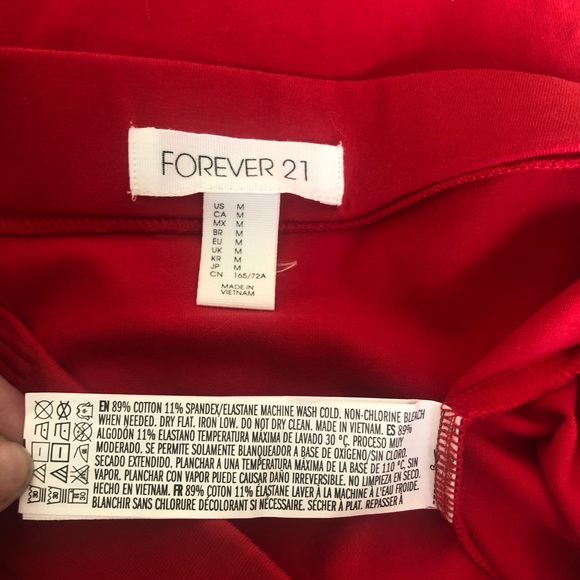 FOREVER 21
US M
CA M
MX M
BR M
EU M
UK M
KR M
JP M
CN 165/72A
MADE IN
VIETNAM
EN 89% COTTON 11% SPANDEX/ELASTANE MACHINE WASH COLD. NON-CHLORINE BLEACH
WHEN NEEDED. DRY FLAT. IRON LOW. DO NOT DRY CLEAN. MADE IN VIETNAM. ES 89%
ALGODÓN 11% ELASTANO TEMPERATURA MÁXIMA DE LAVADO 30 ºC. PROCESO MUY
MODERADO. SE PERMITE SOLAMENTE BLANQUEADOR A BASE DE OXÍGENO/SIN CLORO.
SECADO EXTENDIDO. PLANCHAR A UNA TEMPERATURA MÁXIMA DE LA BASE DE 110 ºC. SIN
VAPOR. PLANCHAR CON VAPOR PUEDE CAUSAR DAÑO IRREVERSIBLE. NO LIMPIEZA EN SECO.
HECHO EN VIETNAM. FR 89% COTON 11% ÉLASTANE LAVER À LA MACHINE À L'EAU FROIDE.
BLANCHIR SANS CHLORURE DÉCOLORANT SI NÉCESSAIRE. SÉCHER À PLAT. REPASSER À